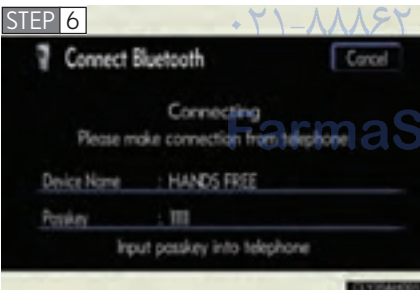 STEP 6
۰۲۱-۸۸۸۶۲
Connect Bluetooth
Cancel
Connecting
Please make connection from telephone
FarmaS
Device Name : HANDS FREE
Passkey : 1111
Input passkey into telephone